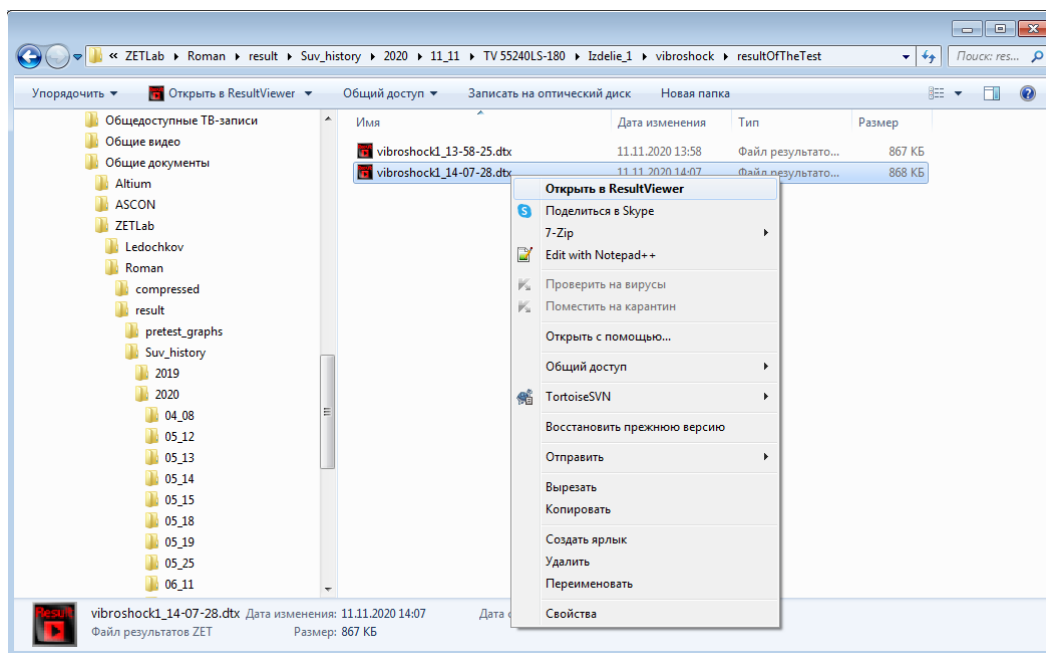 « ZETLab ▸ Roman ▸ result ▸ Suv_history ▸ 2020 ▸ 11_11 ▸ TV 55240LS-180 ▸ Izdelie_1 ▸ vibroshock ▸ resultOfTheTest
Поиск: res...
Упорядочить Открыть в ResultViewer Общий доступ Записать на оптический диск Новая папка
Общедоступные ТВ-записи
Общие видео
Общие документы
Altium
ASCON
ZETLab
Ledochkov
Roman
compressed
result
pretest_graphs
Suv_history
2019
2020
04_08
05_12
05_13
05_14
05_15
05_18
05_19
05_25
06_11
Имя Дата изменения Тип Размер
vibroshock1_13-58-25.dtx 11.11.2020 13:58 Файл результато... 867 КБ
vibroshock1_14-07-28.dtx 11.11.2020 14:07 Файл результато... 868 КБ
Открыть в ResultViewer
Поделиться в Skype
7-Zip
Edit with Notepad++
Проверить на вирусы
Поместить на карантин
Открыть с помощью...
Общий доступ
TortoiseSVN
Восстановить прежнюю версию
Отправить
Вырезать
Копировать
Создать ярлык
Удалить
Переименовать
Свойства
Result
vibroshock1_14-07-28.dtx Дата изменения: 11.11.2020 14:07 Дата
Файл результатов ZET Размер: 867 КБ